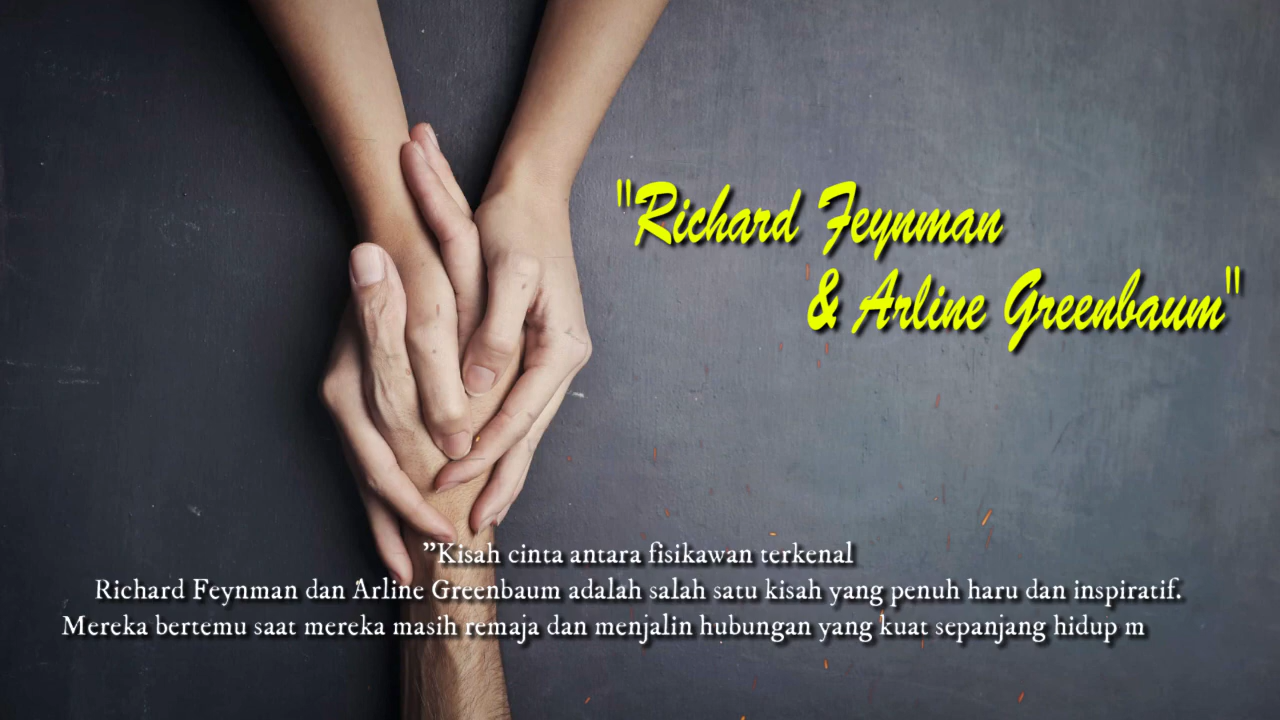 "Richard Feynman
& Arline Greenbaum"
"Kisah cinta antara fisikawan terkenal
Richard Feynman dan Arline Greenbaum adalah salah satu kisah yang penuh haru dan inspiratif.
Mereka bertemu saat mereka masih remaja dan menjalin hubungan yang kuat sepanjang hidup m